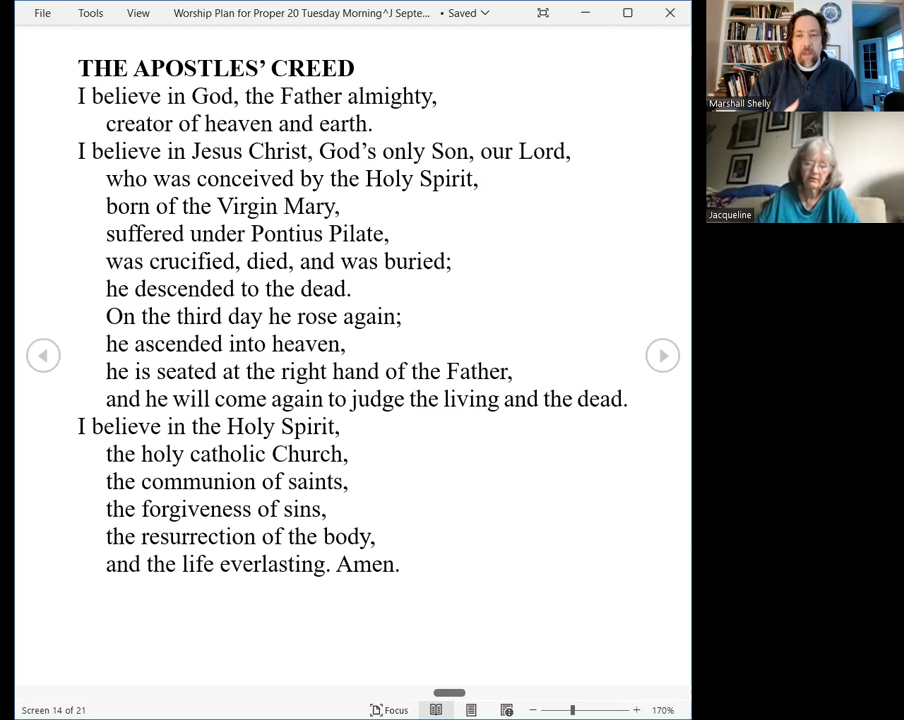 File Tools View Worship Plan for Proper 20 Tuesday Morning^J Septe... • Saved
THE APOSTLES’ CREED
I believe in God, the Father almighty,
creator of heaven and earth.
I believe in Jesus Christ, God’s only Son, our Lord,
who was conceived by the Holy Spirit,
born of the Virgin Mary,
suffered under Pontius Pilate,
was crucified, died, and was buried;
he descended to the dead.
On the third day he rose again;
he ascended into heaven,
he is seated at the right hand of the Father,
and he will come again to judge the living and the dead.
I believe in the Holy Spirit,
the holy catholic Church,
the communion of saints,
the forgiveness of sins,
the resurrection of the body,
and the life everlasting. Amen.
Screen 14 of 21 Focus 170%
Marshall Shelly
Jacqueline